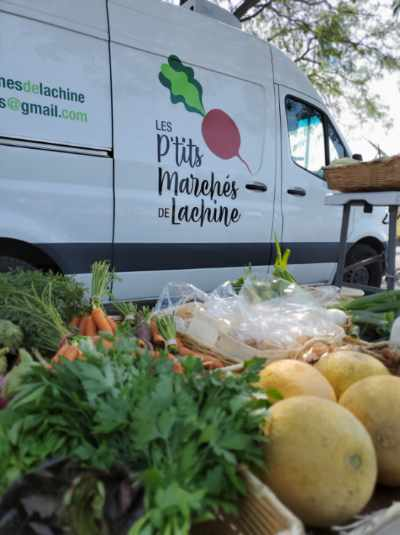 mesdelachine
s@gmail.com
LES
P'tits
Marchés
DE Lachine